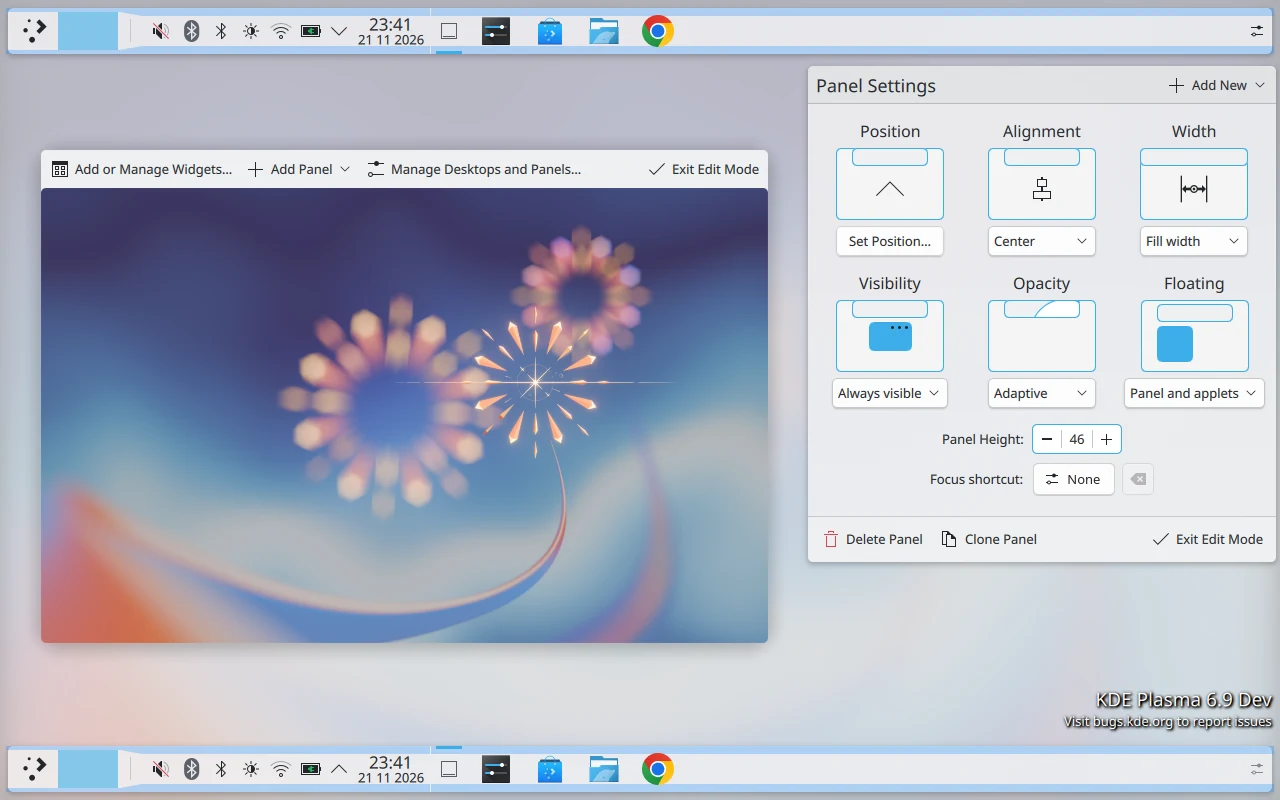 23:41
21 11 2026
Panel Settings
Add New
Position
Alignment
Width
Set Position...
Center
Fill width
Visibility
Opacity
Floating
Always visible
Adaptive
Panel and applets
Panel Height:
46
Focus shortcut:
None
Delete Panel
Clone Panel
Exit Edit Mode
Add or Manage Widgets...
Add Panel
Manage Desktops and Panels...
Exit Edit Mode
KDE Plasma 6.9 Dev
Visit bugs.kde.org to report issues
23:41
21 11 2026